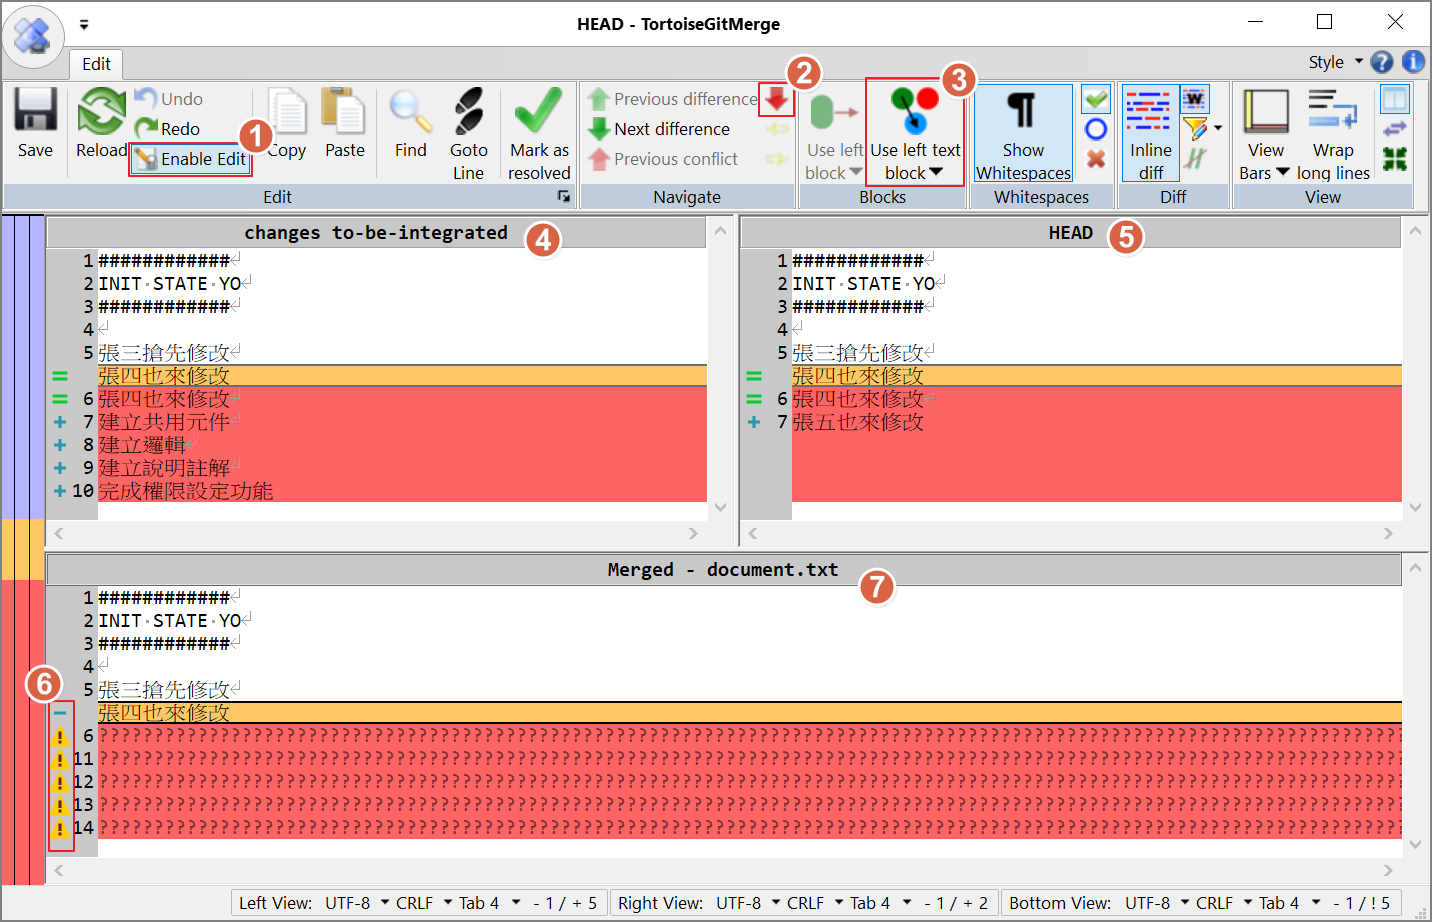 HEAD - TortoiseGitMerge
Edit
Style
Save
Reload
Undo
Redo
Enable Edit
1
Copy
Paste
Find
Goto Line
Mark as resolved
Edit
Previous difference
2
Next difference
Previous conflict
Navigate
Use left block
Use left text block
3
Blocks
Show Whitespaces
Whitespaces
Inline diff
Diff
View Bars
Wrap long lines
View
changes to-be-integrated
4
1 ############
2 INIT·STATE·YO
3 ############
4
5 張三搶先修改
張四也來修改
6 張四也來修改
7 建立共用元件
8 建立邏輯
9 建立說明註解
10 完成權限設定功能
HEAD
5
1 ############
2 INIT·STATE·YO
3 ############
4
5 張三搶先修改
張四也來修改
6 張四也來修改
7 張五也來修改
Merged - document.txt
7
1 ############
2 INIT·STATE·YO
3 ############
4
5 張三搶先修改
6
張四也來修改
6
11
12
13
14
Left View: UTF-8 CRLF Tab 4 - 1 / + 5
Right View: UTF-8 CRLF Tab 4 - 1 / + 2
Bottom View: UTF-8 CRLF Tab 4 - 1 / ! 5